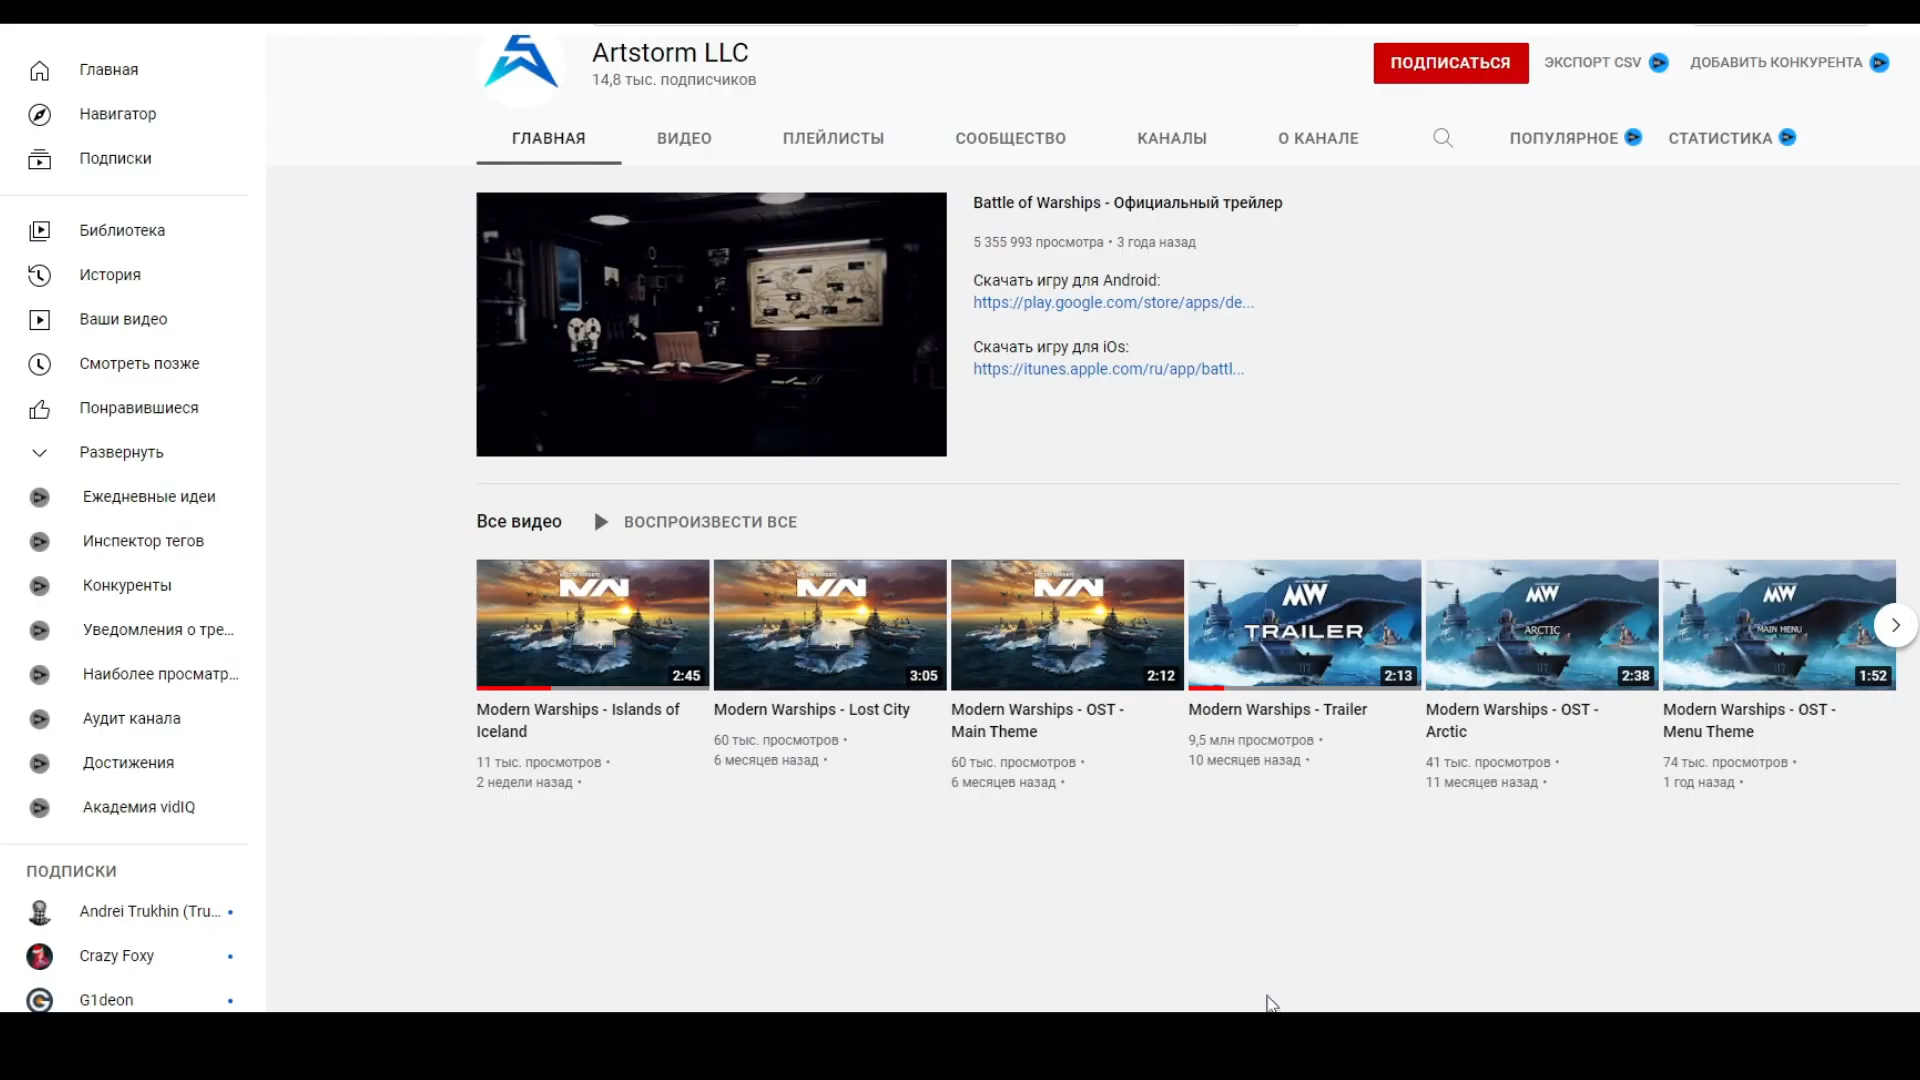 Главная
Навигатор
Подписки
Библиотека
История
Ваши видео
Смотреть позже
Понравившиеся
Развернуть
Ежедневные идеи
Инспектор тегов
Конкуренты
Уведомления о тре...
Наиболее просматр...
Аудит канала
Достижения
Академия vidIQ
ПОДПИСКИ
Andrei Trukhin (Tru...
Crazy Foxy
G1deon
Artstorm LLC
14,8 тыс. подписчиков
ПОДПИСАТЬСЯ
ЭКСПОРТ CSV
ДОБАВИТЬ КОНКУРЕНТА
ГЛАВНАЯ
ВИДЕО
ПЛЕЙЛИСТЫ
СООБЩЕСТВО
КАНАЛЫ
О КАНАЛЕ
ПОПУЛЯРНОЕ
СТАТИСТИКА
Battle of Warships - Официальный трейлер
5 355 993 просмотра • 3 года назад
Скачать игру для Android:
https://play.google.com/store/apps/de...
Скачать игру для iOs:
https://itunes.apple.com/ru/app/battl...
Все видео
ВОСПРОИЗВЕСТИ ВСЕ
2:45
Modern Warships - Islands of
Iceland
11 тыс. просмотров •
2 недели назад •
3:05
Modern Warships - Lost City
60 тыс. просмотров •
6 месяцев назад •
2:12
Modern Warships - OST -
Main Theme
60 тыс. просмотров •
6 месяцев назад •
MW
TRAILER
2:13
Modern Warships - Trailer
9,5 млн просмотров •
10 месяцев назад •
MW
ARCTIC
2:38
Modern Warships - OST -
Arctic
41 тыс. просмотров •
11 месяцев назад •
MW
MAIN MENU
1:52
Modern Warships - OST -
Menu Theme
74 тыс. просмотров •
1 год назад •